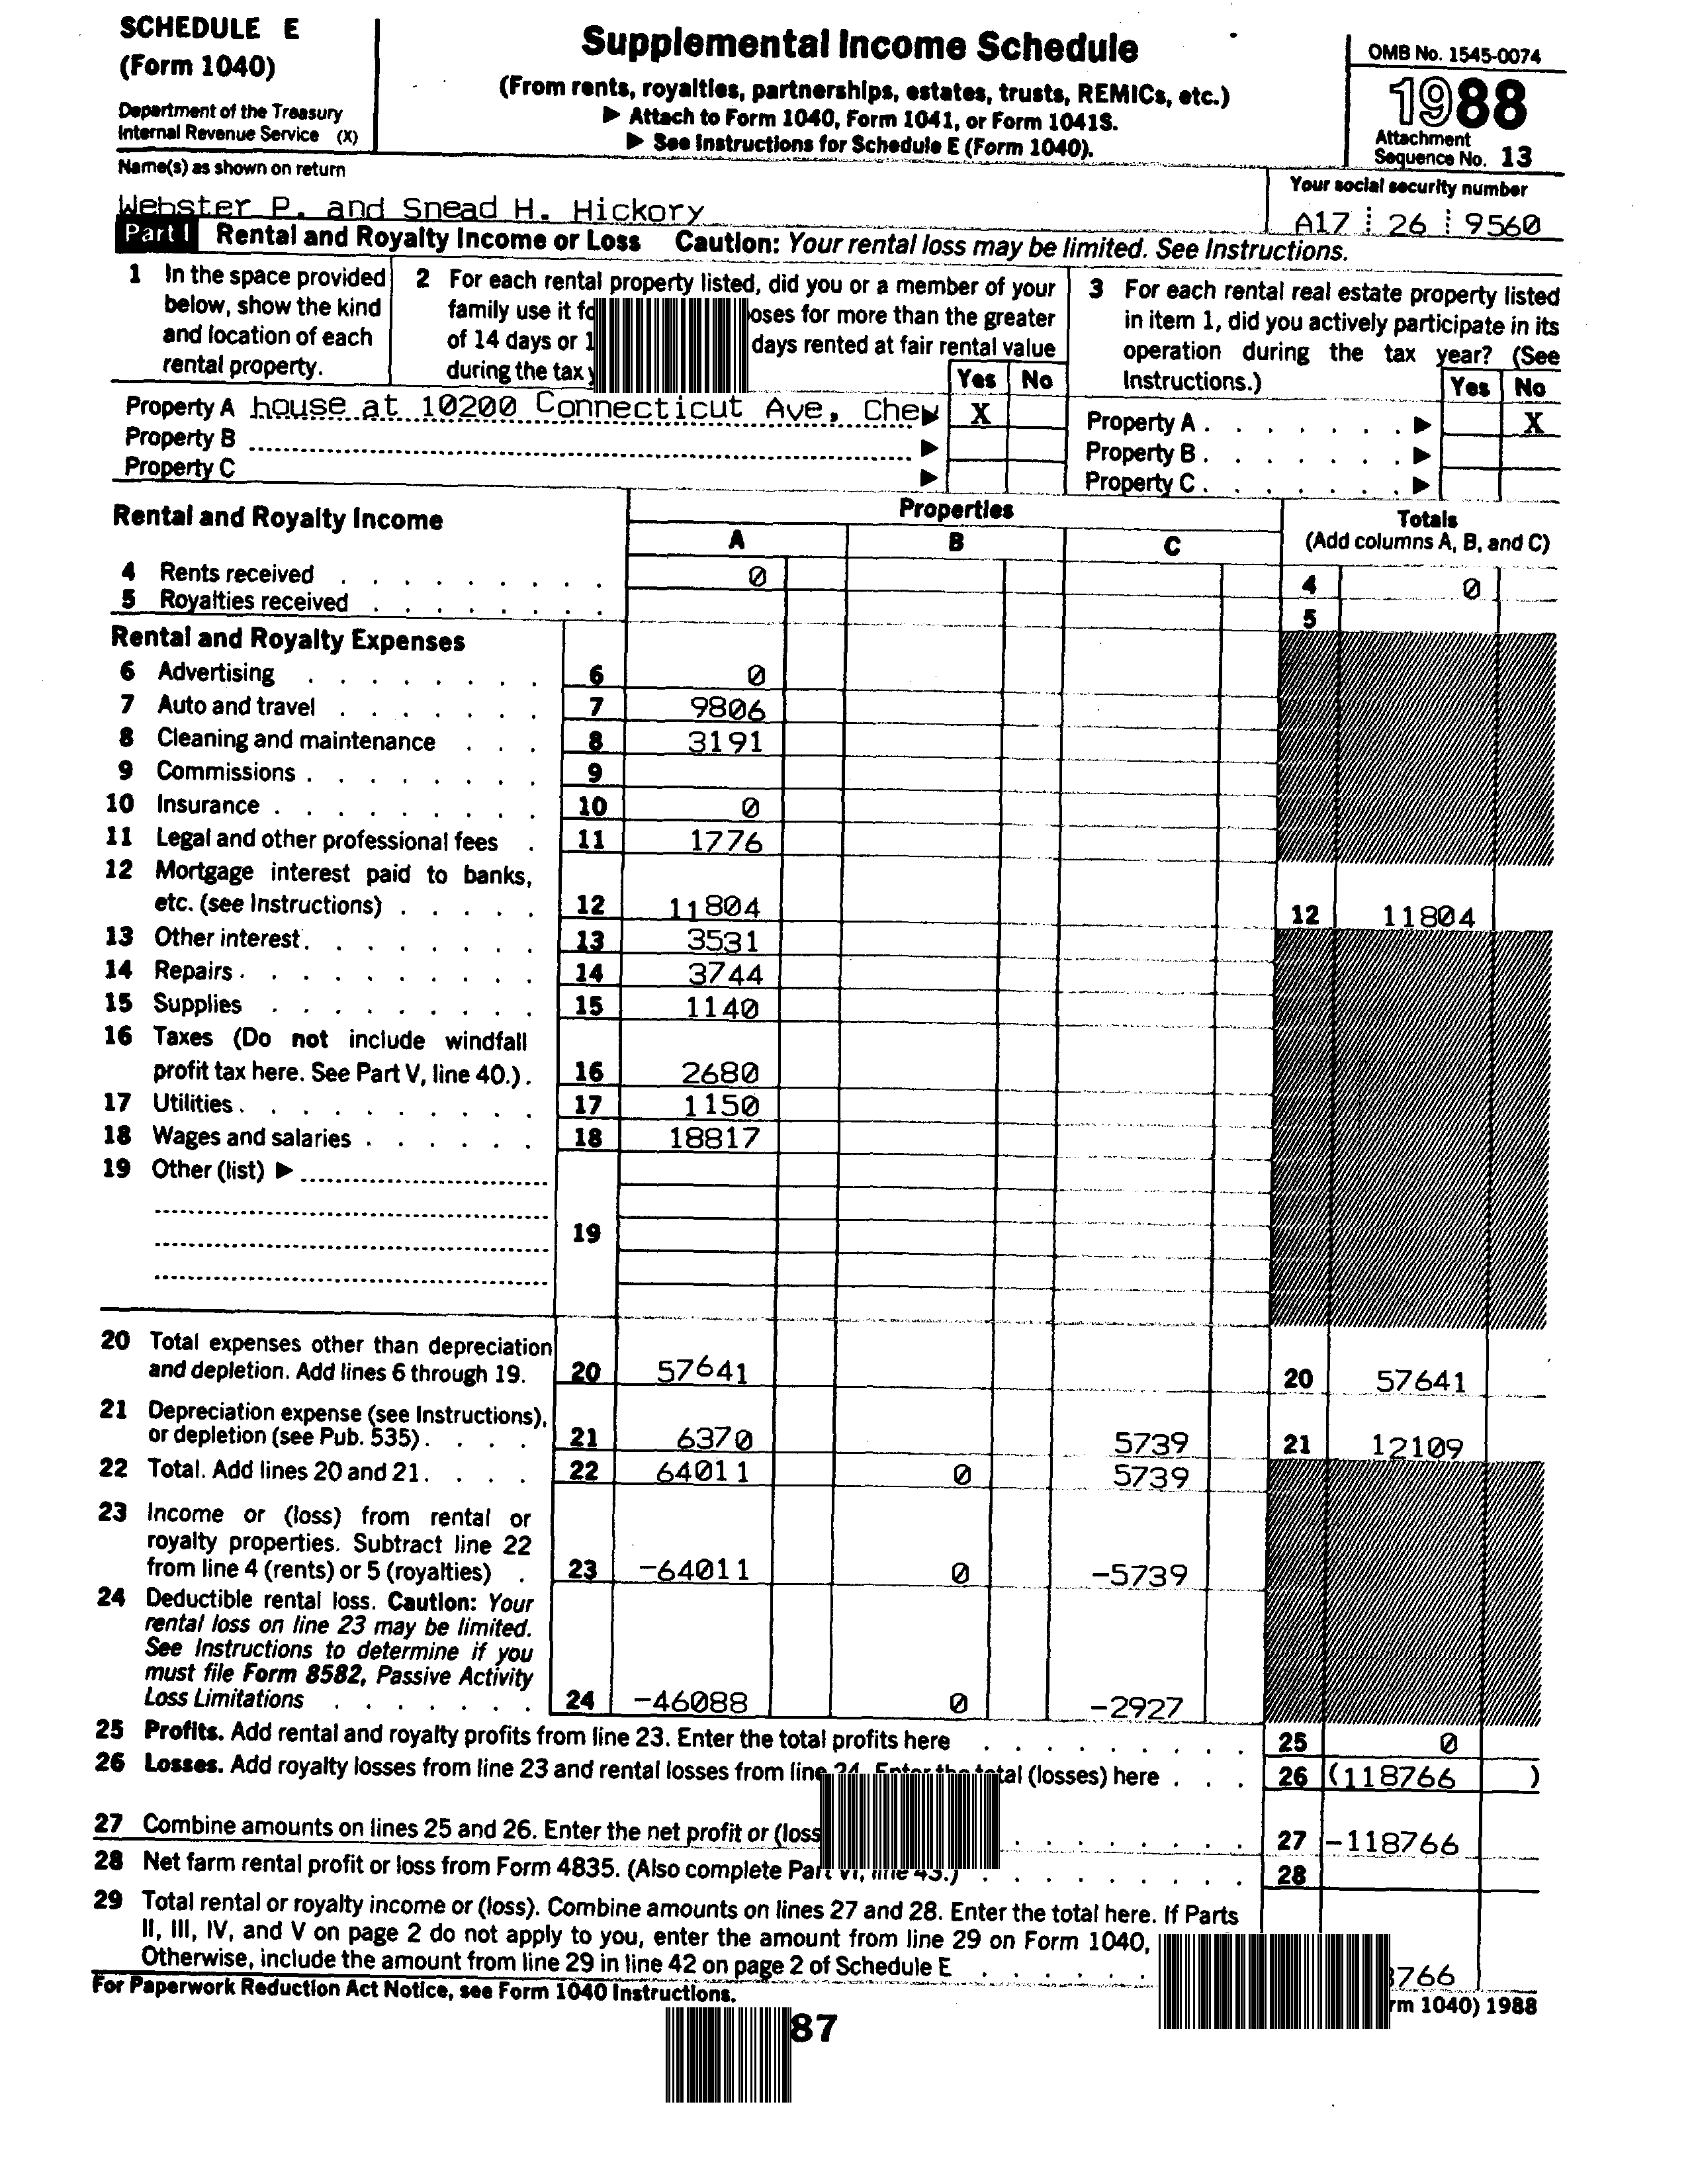 SCHEDULE E
(Form 1040)
Department of the Treasury
Internal Revenue Service (X)
Supplemental Income Schedule
(From rents, royalties, partnerships, estates, trusts, REMICs, etc.)
▶ Attach to Form 1040, Form 1041, or Form 1041S.
▶ See Instructions for Schedule E (Form 1040).
OMB No. 1545-0074
1988
Attachment
Sequence No. 13
Name(s) as shown on return
Webster P. and Snead H. Hickory
Your social security number
A17 26 9560
Part I Rental and Royalty Income or Loss Caution: Your rental loss may be limited. See Instructions.
1 In the space provided
below, show the kind
and location of each
rental property.
2 For each rental property listed, did you or a member of your
family use it oses for more than the greater
of 14 days or days rented at fair rental value
during the tax
Yes No
3 For each rental real estate property listed
in item 1, did you actively participate in its
operation during the tax year? (See
Instructions.)
Yes No
Property A house at 10200 Connecticut Ave, Chev ▶ X
Property B ▶
Property C ▶
Property A . . . . . . . ▶ X
Property B . . . . . . . ▶
Property C . . . . . . . ▶
Rental and Royalty Income
Properties
A B C
Totals
(Add columns A, B, and C)
4 Rents received 0 4 0
5 Royalties received 5
Rental and Royalty Expenses
6 Advertising 6 0
7 Auto and travel 7 9806
8 Cleaning and maintenance 8 3191
9 Commissions 9
10 Insurance 10 0
11 Legal and other professional fees 11 1776
12 Mortgage interest paid to banks,
etc. (see Instructions) 12 11804 12 11804
13 Other interest 13 3531
14 Repairs 14 3744
15 Supplies 15 1140
16 Taxes (Do not include windfall
profit tax here. See Part V, line 40.) 16 2680
17 Utilities 17 1150
18 Wages and salaries 18 18817
19 Other (list) ▶
19
20 Total expenses other than depreciation
and depletion. Add lines 6 through 19. 20 57641 20 57641
21 Depreciation expense (see Instructions),
or depletion (see Pub. 535) 21 6370 5739 21 12109
22 Total. Add lines 20 and 21 22 64011 0 5739
23 Income or (loss) from rental or
royalty properties. Subtract line 22
from line 4 (rents) or 5 (royalties) 23 -64011 0 -5739
24 Deductible rental loss. Caution: Your
rental loss on line 23 may be limited.
See Instructions to determine if you
must file Form 8582, Passive Activity
Loss Limitations 24 -46088 0 -2927
25 Profits. Add rental and royalty profits from line 23. Enter the total profits here 25 0
26 Losses. Add royalty losses from line 23 and rental losses from line 24. Enter the total (losses) here 26 (118766 )
27 Combine amounts on lines 25 and 26. Enter the net profit or (loss 27 -118766
28 Net farm rental profit or loss from Form 4835. (Also complete Part VI, line 43.) 28
29 Total rental or royalty income or (loss). Combine amounts on lines 27 and 28. Enter the total here. If Parts
II, III, IV, and V on page 2 do not apply to you, enter the amount from line 29 on Form 1040,
Otherwise, include the amount from line 29 in line 42 on page 2 of Schedule E 766
For Paperwork Reduction Act Notice, see Form 1040 Instructions. rm 1040) 1988
87